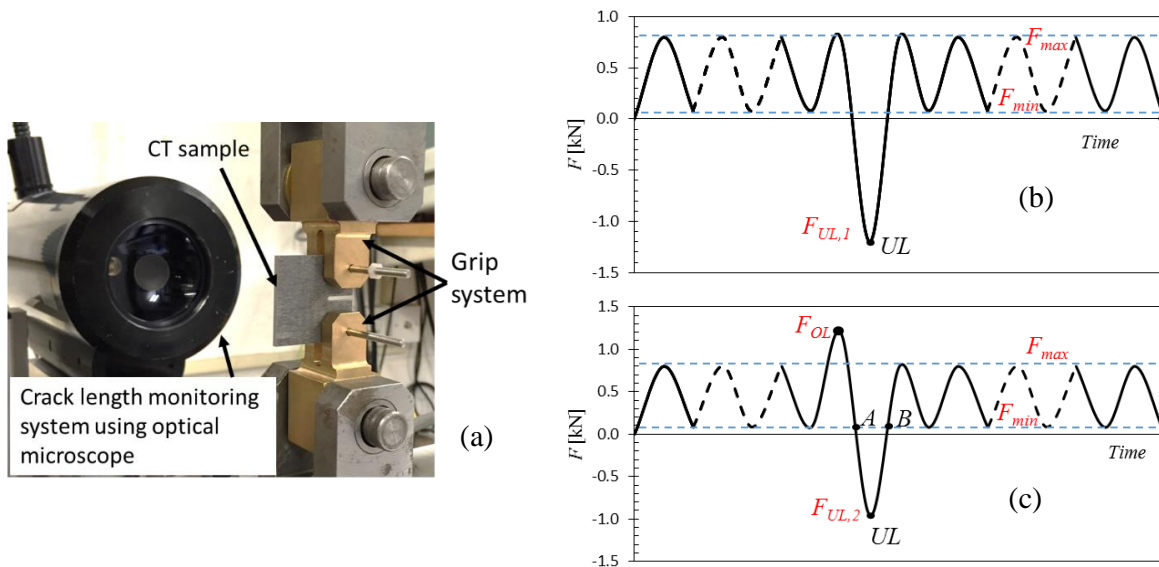 CT sample
Grip
system
Crack length monitoring
system using optical
microscope
(a)
1.0
0.5
0.0
-0.5
-1.0
-1.5
F [kN]
F_max
F_min
Time
F_UL,1
UL
(b)
1.5
1.0
0.5
0.0
-0.5
-1.0
-1.5
F [kN]
F_OL
F_max
A
B
F_min
Time
F_UL,2
UL
(c)